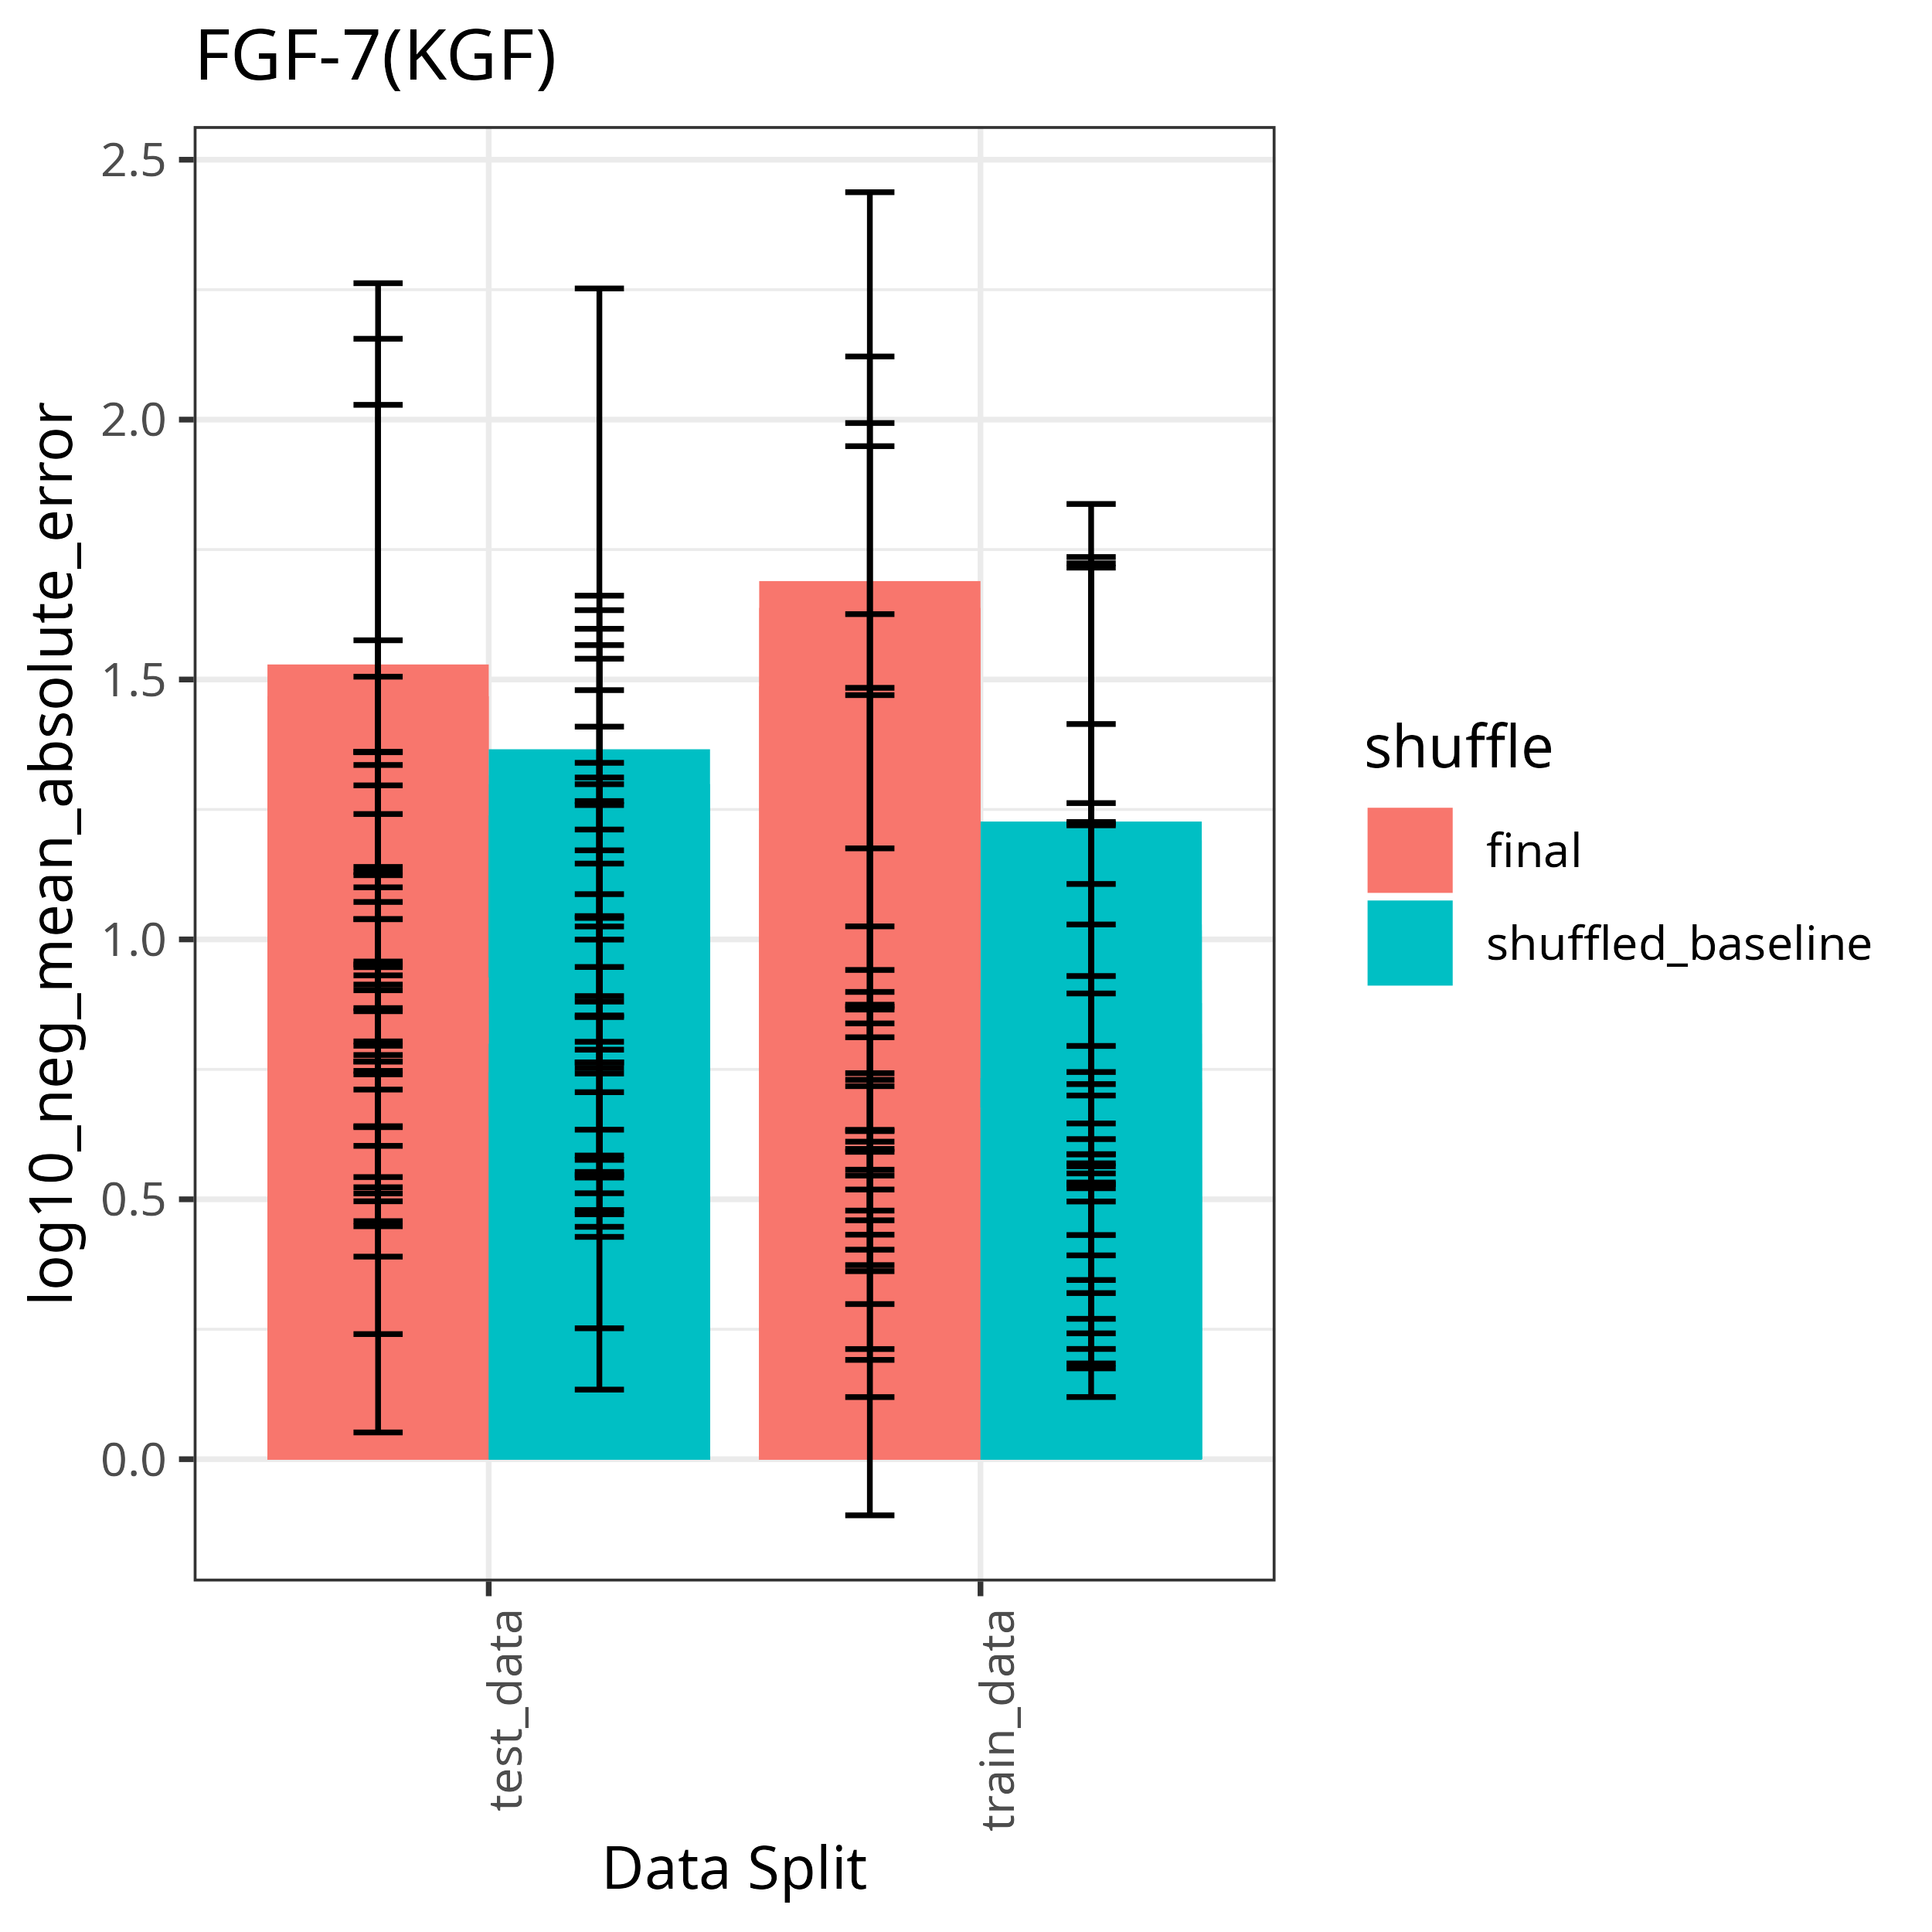 FGF-7(KGF)
log10_neg_mean_absolute_error
2.5
2.0
1.5
1.0
0.5
0.0
test_data
train_data
Data Split
shuffle
final
shuffled_baseline